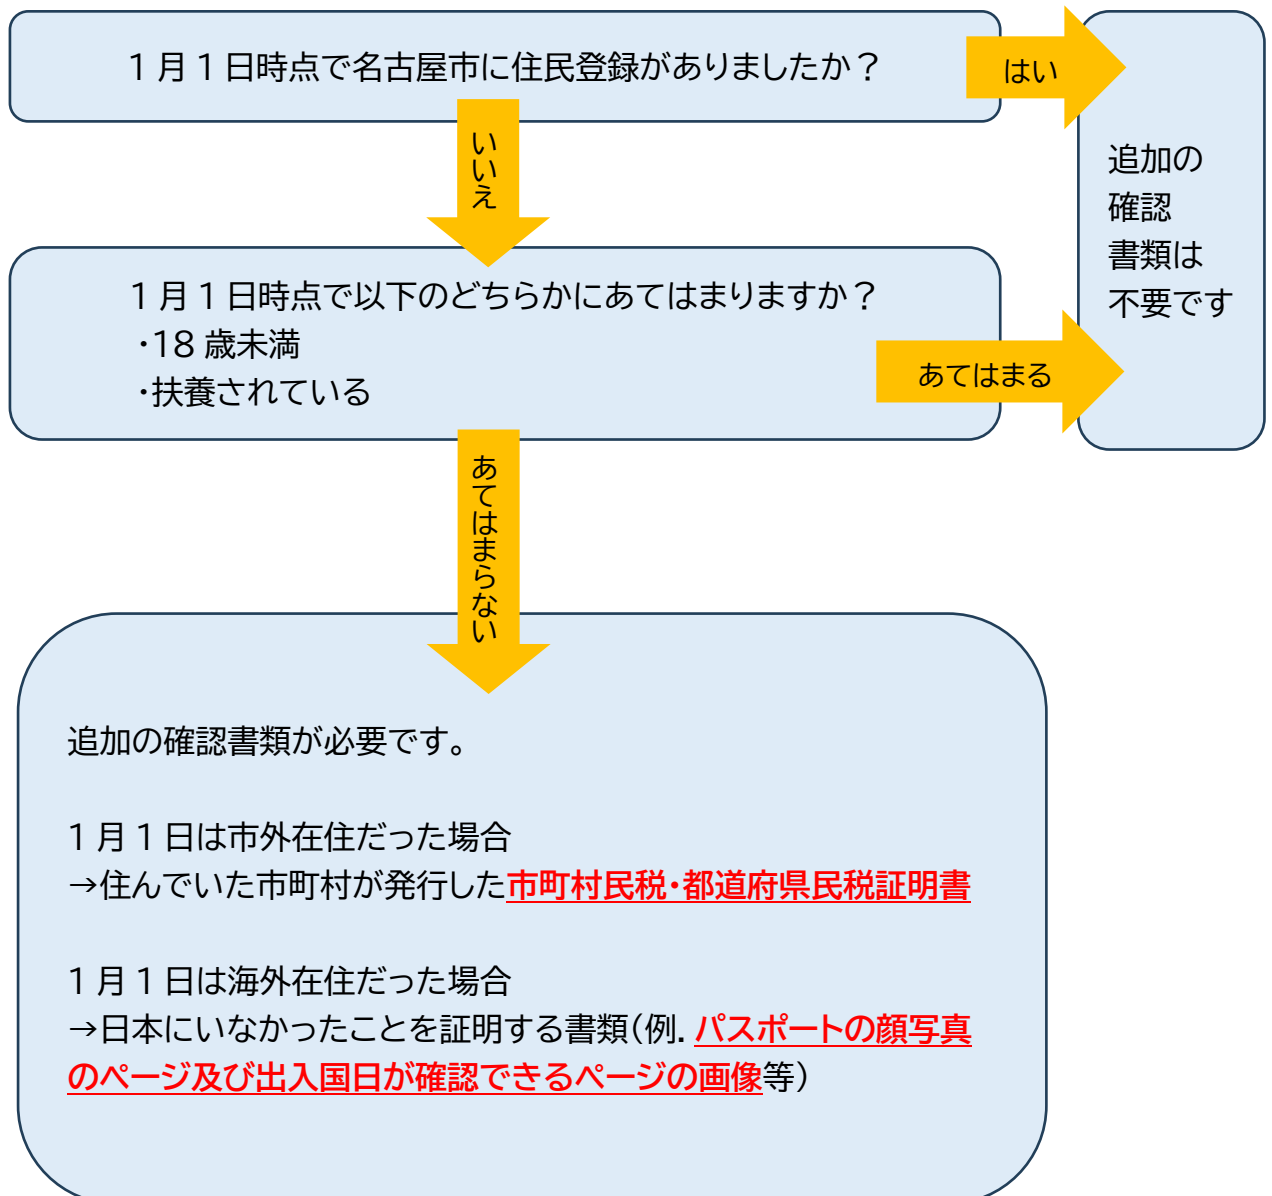 1月1日時点で名古屋市に住民登録がありましたか？
はい
いいえ
追加の
確認
書類は
不要です
1月1日時点で以下のどちらかにあてはまりますか？
・18歳未満
・扶養されている
あてはまる
あてはまらない
追加の確認書類が必要です。
1月1日は市外在住だった場合
→住んでいた市町村が発行した市町村民税・都道府県民税証明書
1月1日は海外在住だった場合
→日本にいなかったことを証明する書類(例．パスポートの顔写真
のページ及び出入国日が確認できるページの画像等)